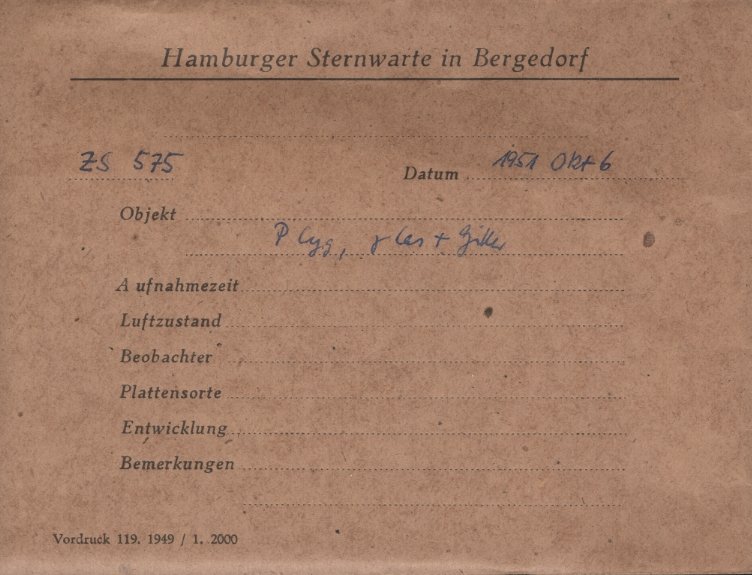 Hamburger Sternwarte in Bergedorf
ZS 575
Datum 1951 Okt 6
Objekt
P Cyg, γ Cas + Gitter
Aufnahmezeit
Luftzustand
Beobachter
Plattensorte
Entwicklung
Bemerkungen
Vordruck 119. 1949 / 1. 2000